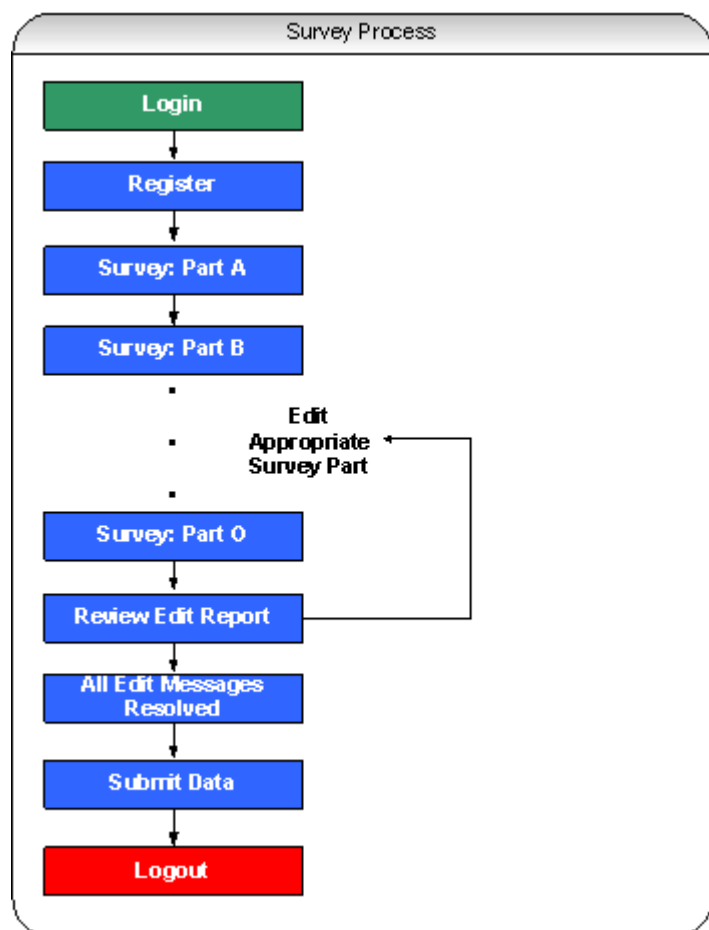 Survey Process
Login
Register
Survey: Part A
Survey: Part B
Edit
Appropriate
Survey Part
Survey: Part O
Review Edit Report
All Edit Messages
Resolved
Submit Data
Logout